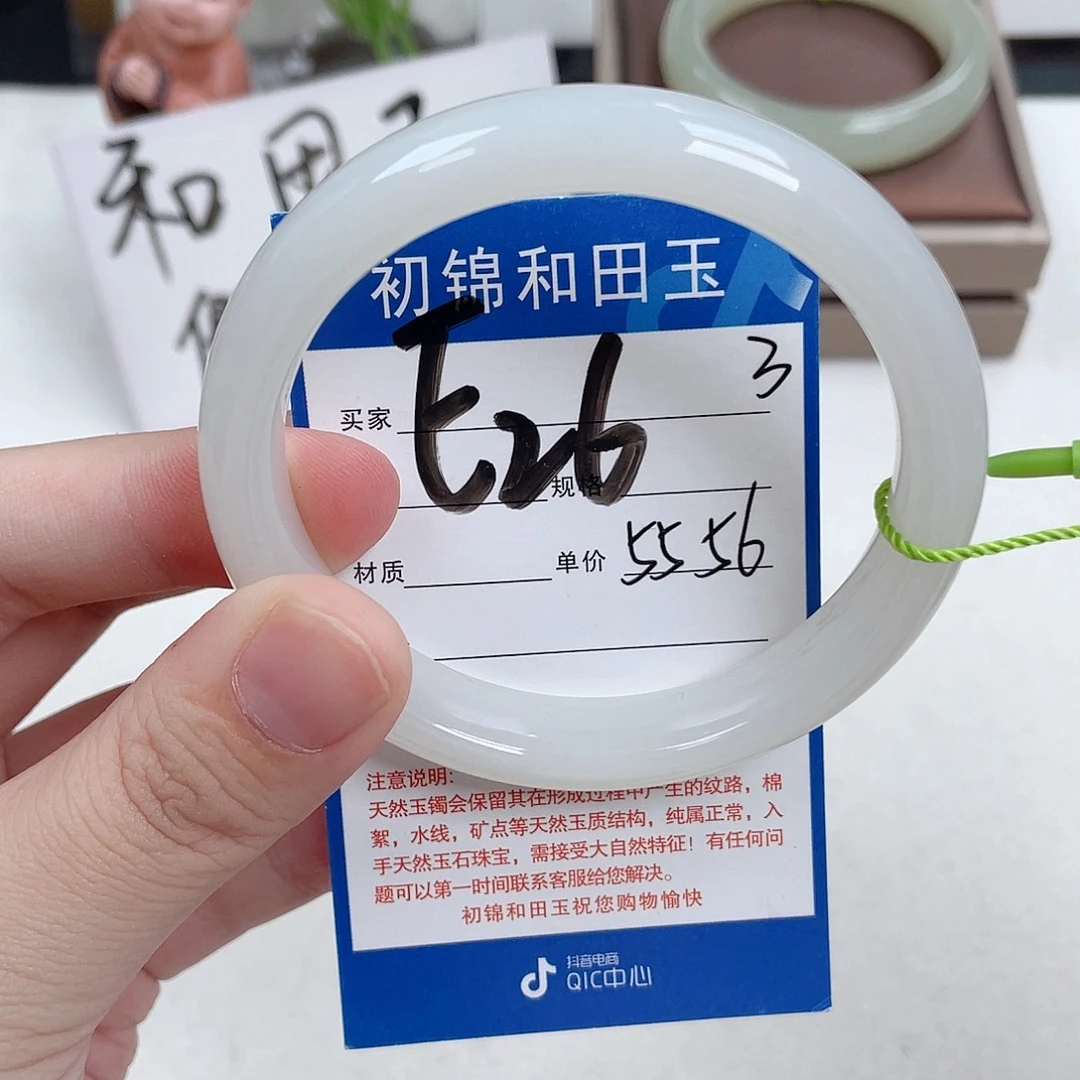 和田
初锦和田玉
E26
3
买家
规格
材质 单价 5556
注意说明:
天然玉镯会保留其在形成过程中产生的纹路，棉
絮，水线，矿点等天然玉质结构，纯属正常，入
手天然玉石珠宝，需接受大自然特征！有任何问
题可以第一时间联系客服给您解决。
初锦和田玉祝您购物愉快
抖音电商
QIC中心